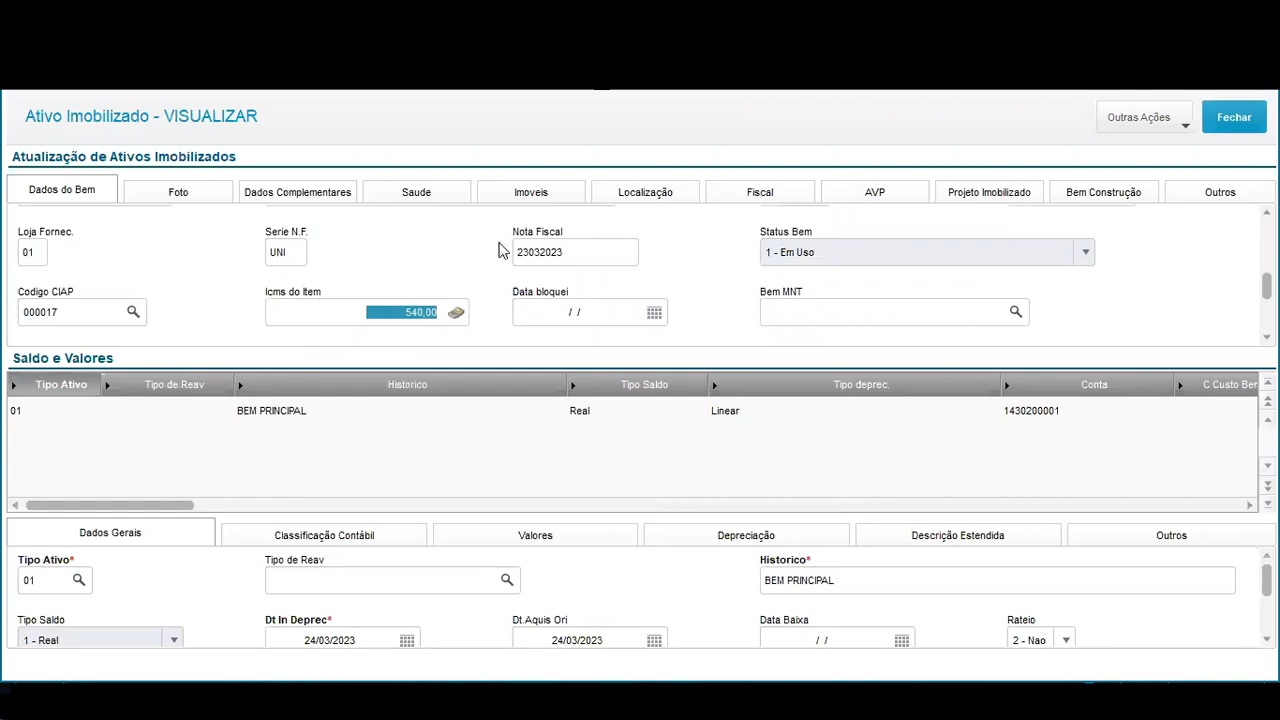 Ativo Imobilizado - VISUALIZAR
Outras Ações
Fechar
Atualização de Ativos Imobilizados
Dados do Bem Foto Dados Complementares Saude Imoveis Localização Fiscal AVP Projeto Imobilizado Bem Construção Outros
Loja Fornec. Serie N.F. Nota Fiscal Status Bem
01 UNI 23032023 1 - Em Uso
Codigo CIAP Icms do Item Data bloquei Bem MNT
000017 540,00 / /
Saldo e Valores
Tipo Ativo Tipo de Reav Historico Tipo Saldo Tipo deprec. Conta C Custo Ber
01 BEM PRINCIPAL Real Linear 1430200001
Dados Gerais Classificação Contábil Valores Depreciação Descrição Estendida Outros
Tipo Ativo* Tipo de Reav Historico*
01 BEM PRINCIPAL
Tipo Saldo Dt In Deprec* Dt.Aquis Ori Data Baixa Rateio
1 - Real 24/03/2023 24/03/2023 / / 2 - Nao